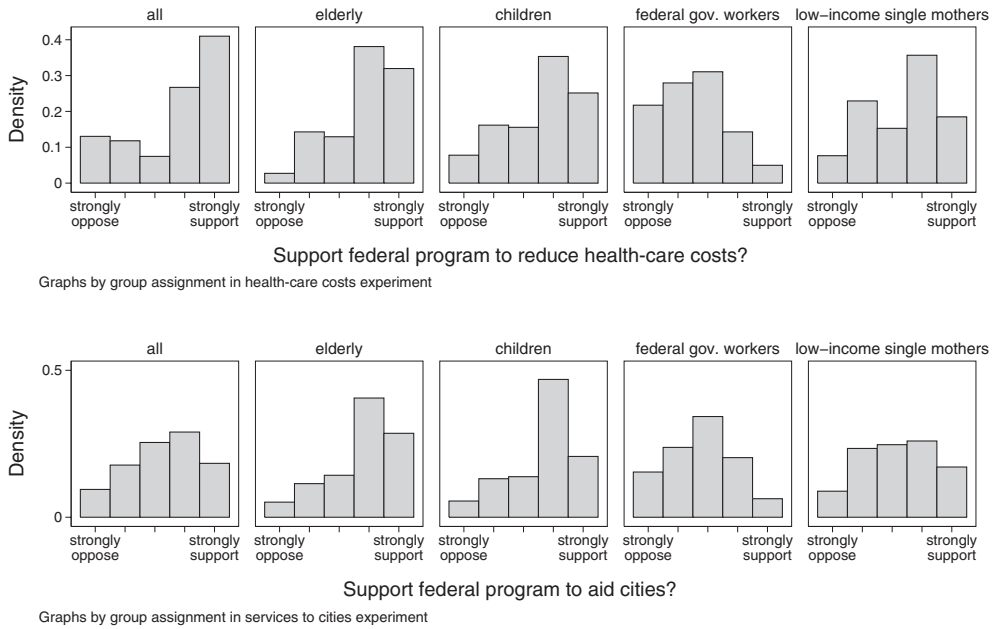 all elderly children federal gov. workers low−income single mothers
0.4
0.3
0.2
0.1
0
Density
strongly strongly strongly strongly strongly strongly strongly strongly strongly strongly
oppose support oppose support oppose support oppose support oppose support
Support federal program to reduce health-care costs?
Graphs by group assignment in health-care costs experiment
all elderly children federal gov. workers low−income single mothers
0.5
0
Density
strongly strongly strongly strongly strongly strongly strongly strongly strongly strongly
oppose support oppose support oppose support oppose support oppose support
Support federal program to aid cities?
Graphs by group assignment in services to cities experiment